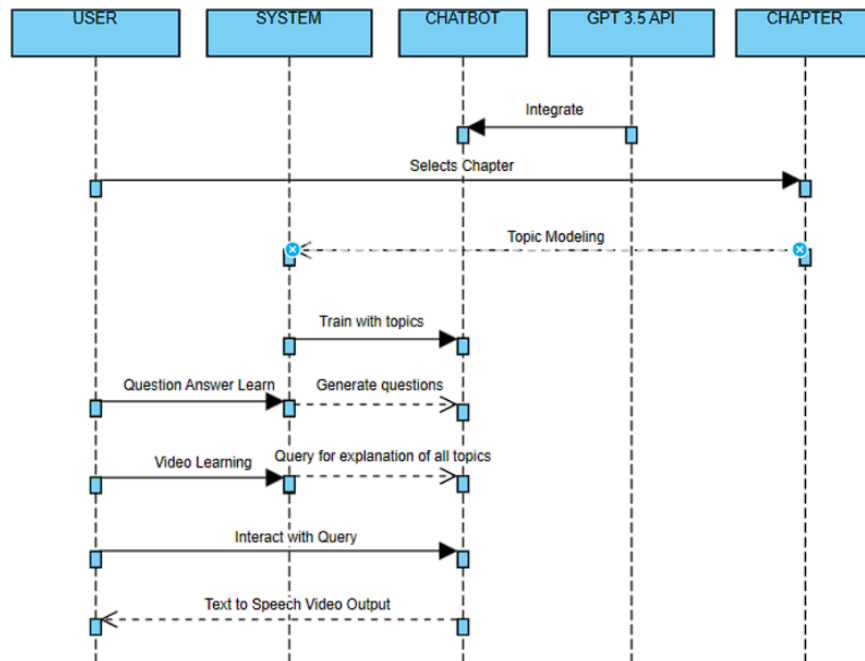 USER
SYSTEM
CHATBOT
GPT 3.5 API
CHAPTER
Integrate
Selects Chapter
Topic Modeling
Train with topics
Question Answer Learn
Generate questions
Video Learning
Query for explanation of all topics
Interact with Query
Text to Speech Video Output